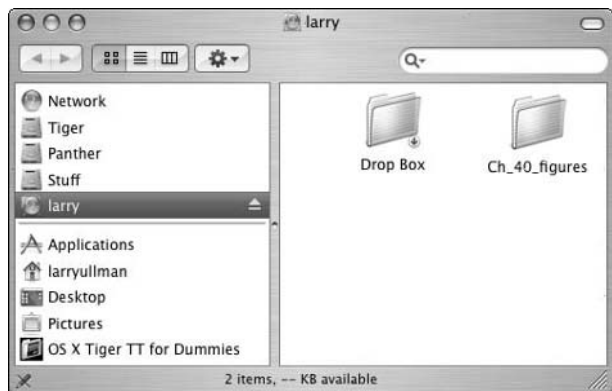 larry
Network
Tiger
Panther
Stuff
larry
Applications
larryullman
Desktop
Pictures
OS X Tiger TT for Dummies
Drop Box
Ch_40_figures
2 items, -- KB available